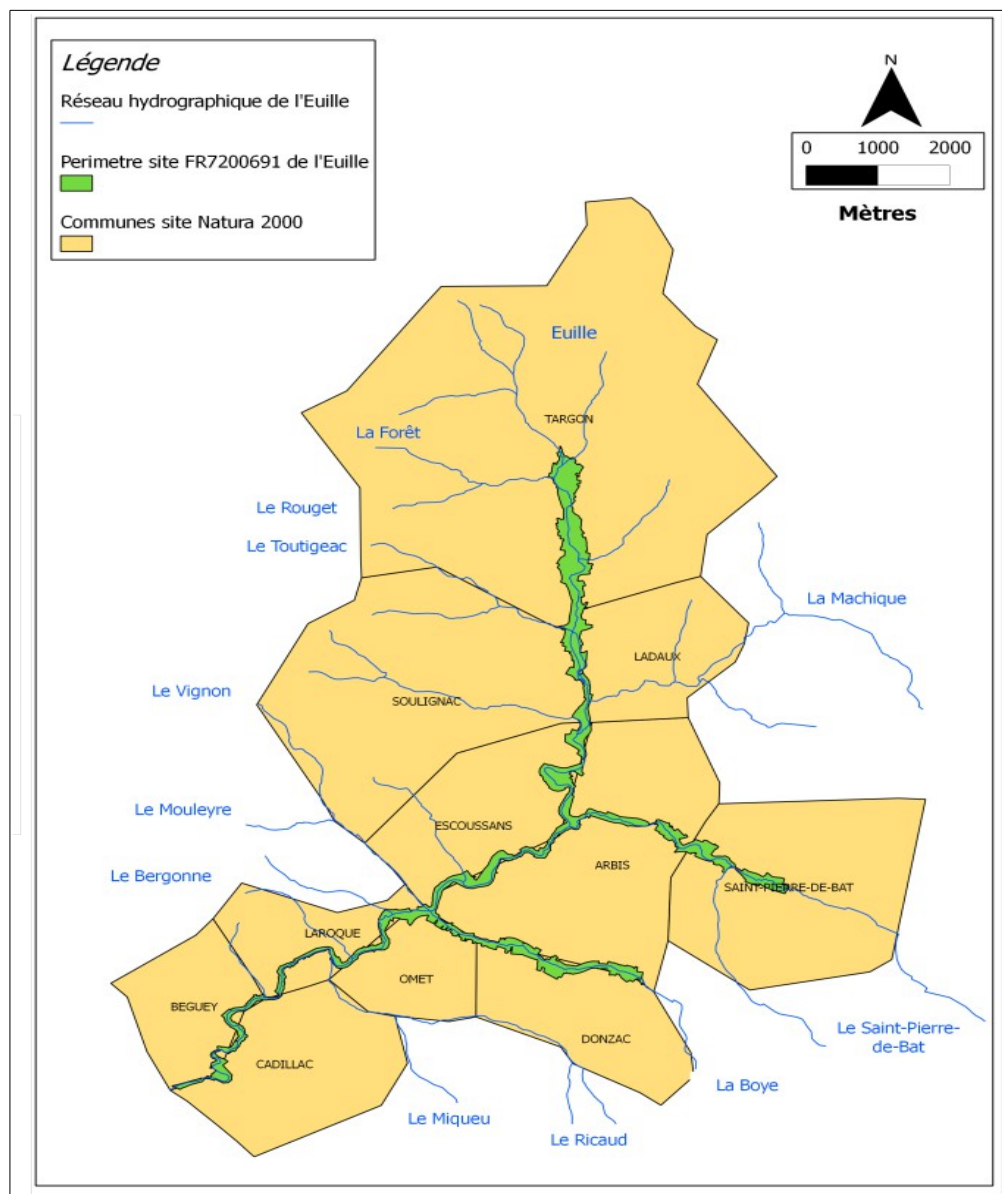 Légende
Réseau hydrographique de l'Euille
Perimetre site FR7200691 de l'Euille
Communes site Natura 2000
N
0 1000 2000
Mètres
Euille
TARGON
La Forêt
Le Rouget
Le Toutigeac
La Machique
LADAUX
Le Vignon
SOULIGNAC
Le Mouleyre
ESCOUSSANS
ARBIS
Le Bergonne
SAINT-PIERRE-DE-BAT
LAROQUE
OMET
BEGUEY
Le Saint-Pierre-
de-Bat
DONZAC
CADILLAC
La Boye
Le Miqueu
Le Ricaud